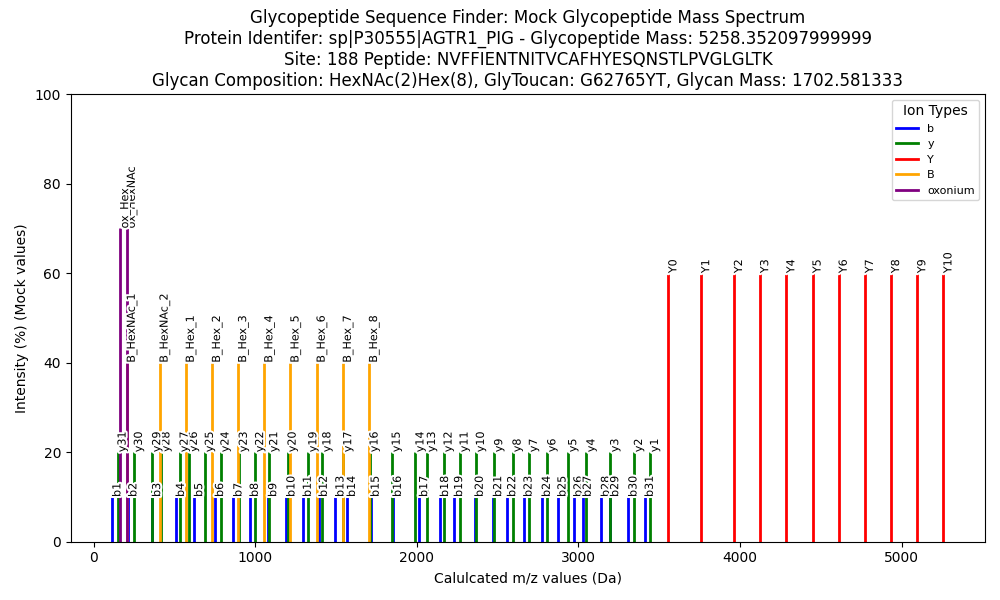 Glycopeptide Sequence Finder: Mock Glycopeptide Mass Spectrum
Protein Identifer: sp|P30555|AGTR1_PIG - Glycopeptide Mass: 5258.352097999999
Site: 188 Peptide: NVFFIENTNITVCAFHYESQNSTLPVGLGLTK
Glycan Composition: HexNAc(2)Hex(8), GlyToucan: G62765YT, Glycan Mass: 1702.581333
Intensity (%) (Mock values)
100
80
60
40
20
0
Ion Types
b
y
Y
B
oxonium
ox_Hex
ox_HexNAc
Y0
Y1
Y2
Y3
Y4
Y5
Y6
Y7
Y8
Y9
Y10
B_HexNAc_1
B_HexNAc_2
B_Hex_1
B_Hex_2
B_Hex_3
B_Hex_4
B_Hex_5
B_Hex_6
B_Hex_7
B_Hex_8
y31
y30
y29
y28
y27
y26
y25
y24
y23
y22
y21
y20
y19
y18
y17
y16
y15
y14
y13
y12
y11
y10
y9
y8
y7
y6
y5
y4
y3
y2
y1
b1
b2
b3
b4
b5
b6
b7
b8
b9
b10
b11
b12
b13
b14
b15
b16
b17
b18
b19
b20
b21
b22
b23
b24
b25
b26
b27
b28
b29
b30
b31
0
1000
2000
3000
4000
5000
Calulcated m/z values (Da)